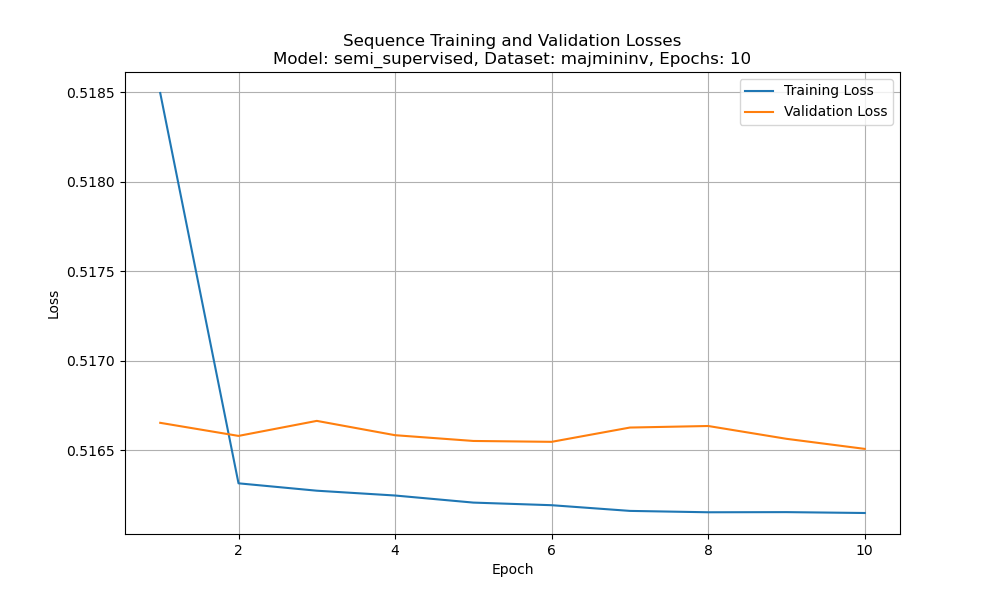 Sequence Training and Validation Losses
Model: semi_supervised, Dataset: majmininv, Epochs: 10
Training Loss
Validation Loss
0.5185
0.5180
0.5175
0.5170
0.5165
Loss
2 4 6 8 10
Epoch